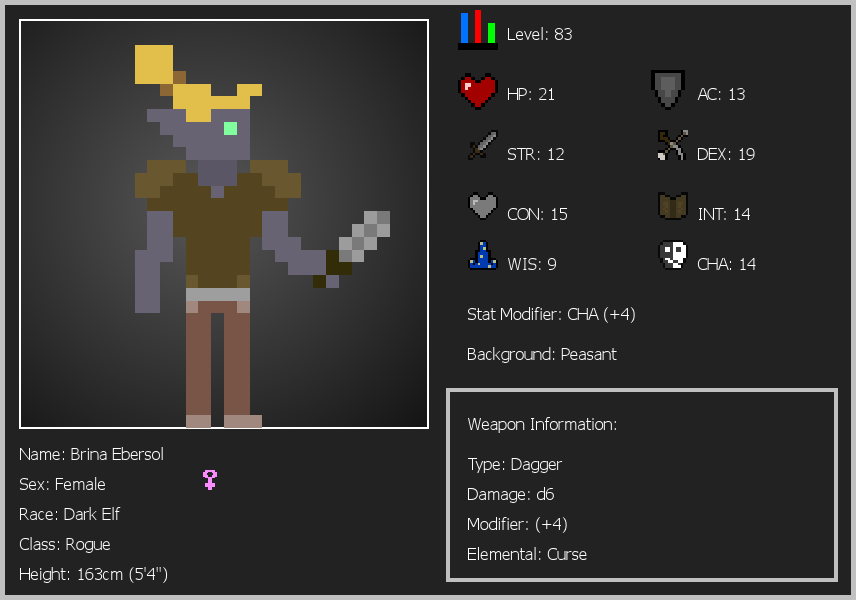 Level: 83
HP: 21
AC: 13
STR: 12
DEX: 19
CON: 15
INT: 14
WIS: 9
CHA: 14
Stat Modifier: CHA (+4)
Background: Peasant
Weapon Information:
Type: Dagger
Damage: d6
Modifier: (+4)
Elemental: Curse
Name: Brina Ebersol
Sex: Female
Race: Dark Elf
Class: Rogue
Height: 163cm (5'4")